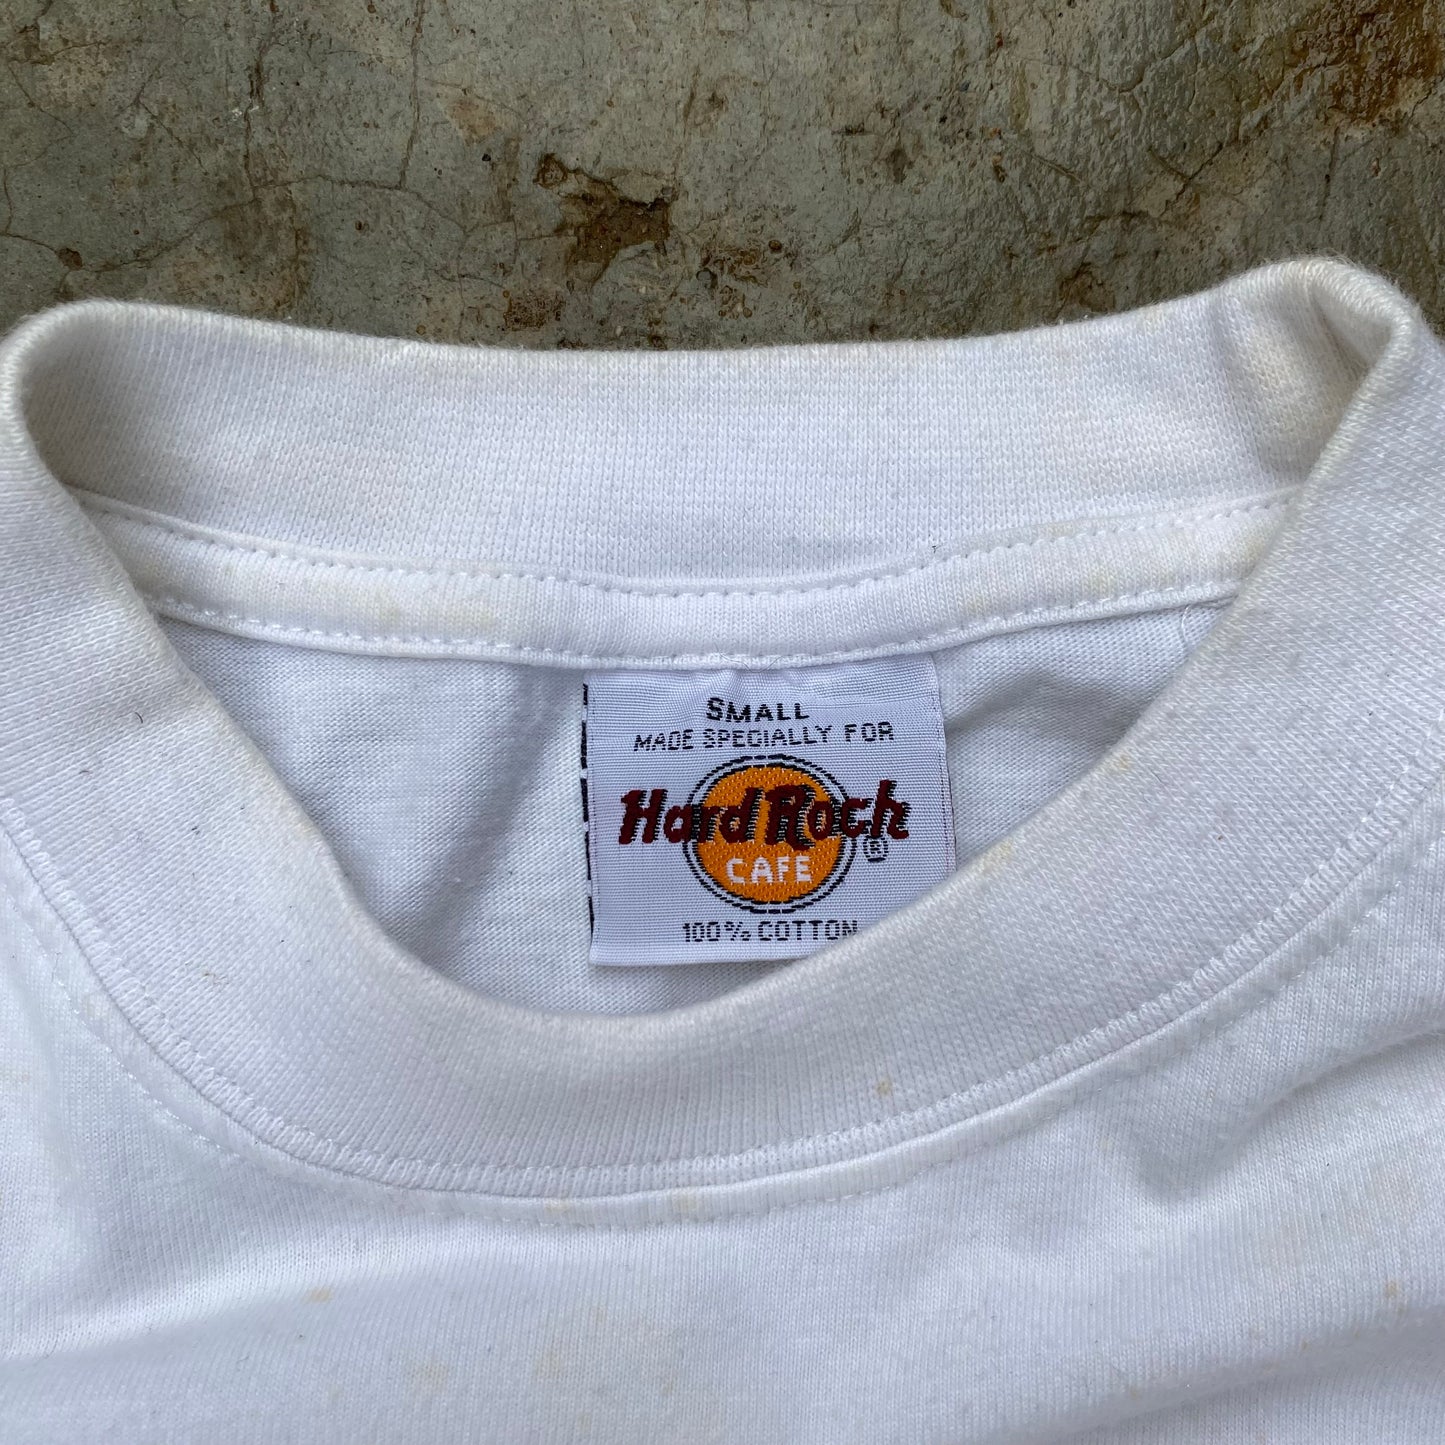 SMALL
MADE SPECIALLY FOR
Hard Rock
CAFE
®
100% COTTON